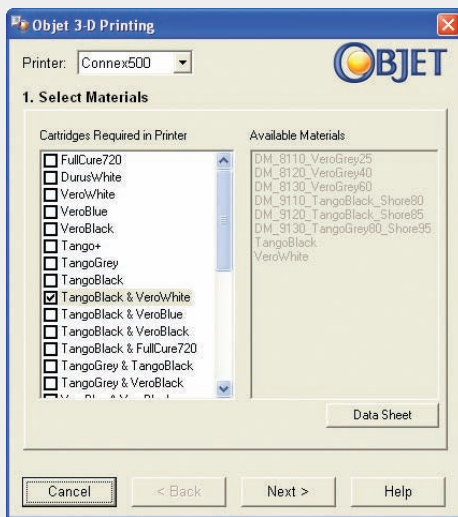 Objet 3-D Printing
Printer: Connex500
OBJET
1. Select Materials
Cartridges Required in Printer
FullCure720
DurusWhite
VeroWhite
VeroBlue
VeroBlack
Tango+
TangoGrey
TangoBlack
TangoBlack & VeroWhite
TangoBlack & VeroBlue
TangoBlack & VeroBlack
TangoBlack & FullCure720
TangoGrey & TangoBlack
TangoGrey & VeroBlack
Available Materials
DM_8110_VeroGrey25
DM_8120_VeroGrey40
DM_8130_VeroGrey60
DM_9110_TangoBlack_Shore80
DM_9120_TangoBlack_Shore85
DM_9130_TangoGrey80_Shore95
TangoBlack
VeroWhite
Data Sheet
Cancel
< Back
Next >
Help